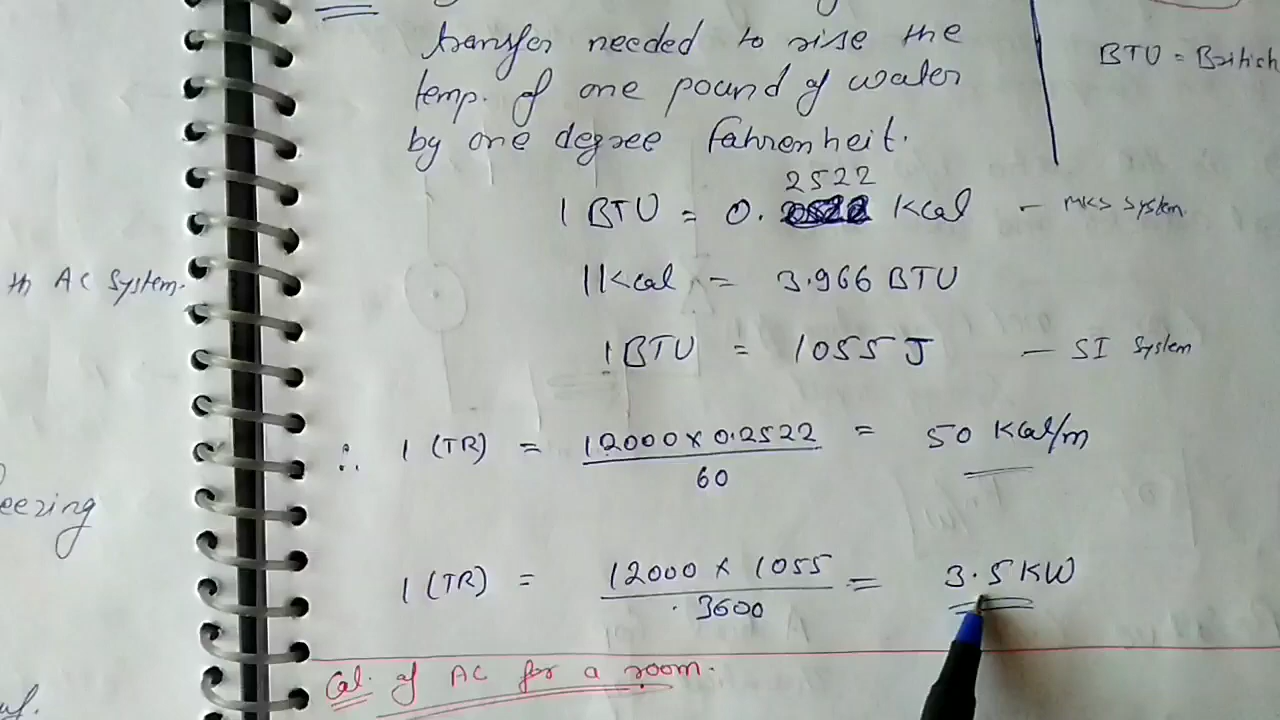 transfer needed to rise the
temp. of one pound of water
by one degree Fahrenheit.
BTU = British
2522
1 BTU = 0. Kcal - MKS System
1 Kcal = 3.966 BTU
1 BTU = 1055 J - SI System
th AC System.
∴ 1 (TR) = 12000 x 0.2522 / 60 = 50 Kcal/m
eezing
1 (TR) = 12000 x 1055 / 3600 = 3.5 KW
Cal. of AC for a room.